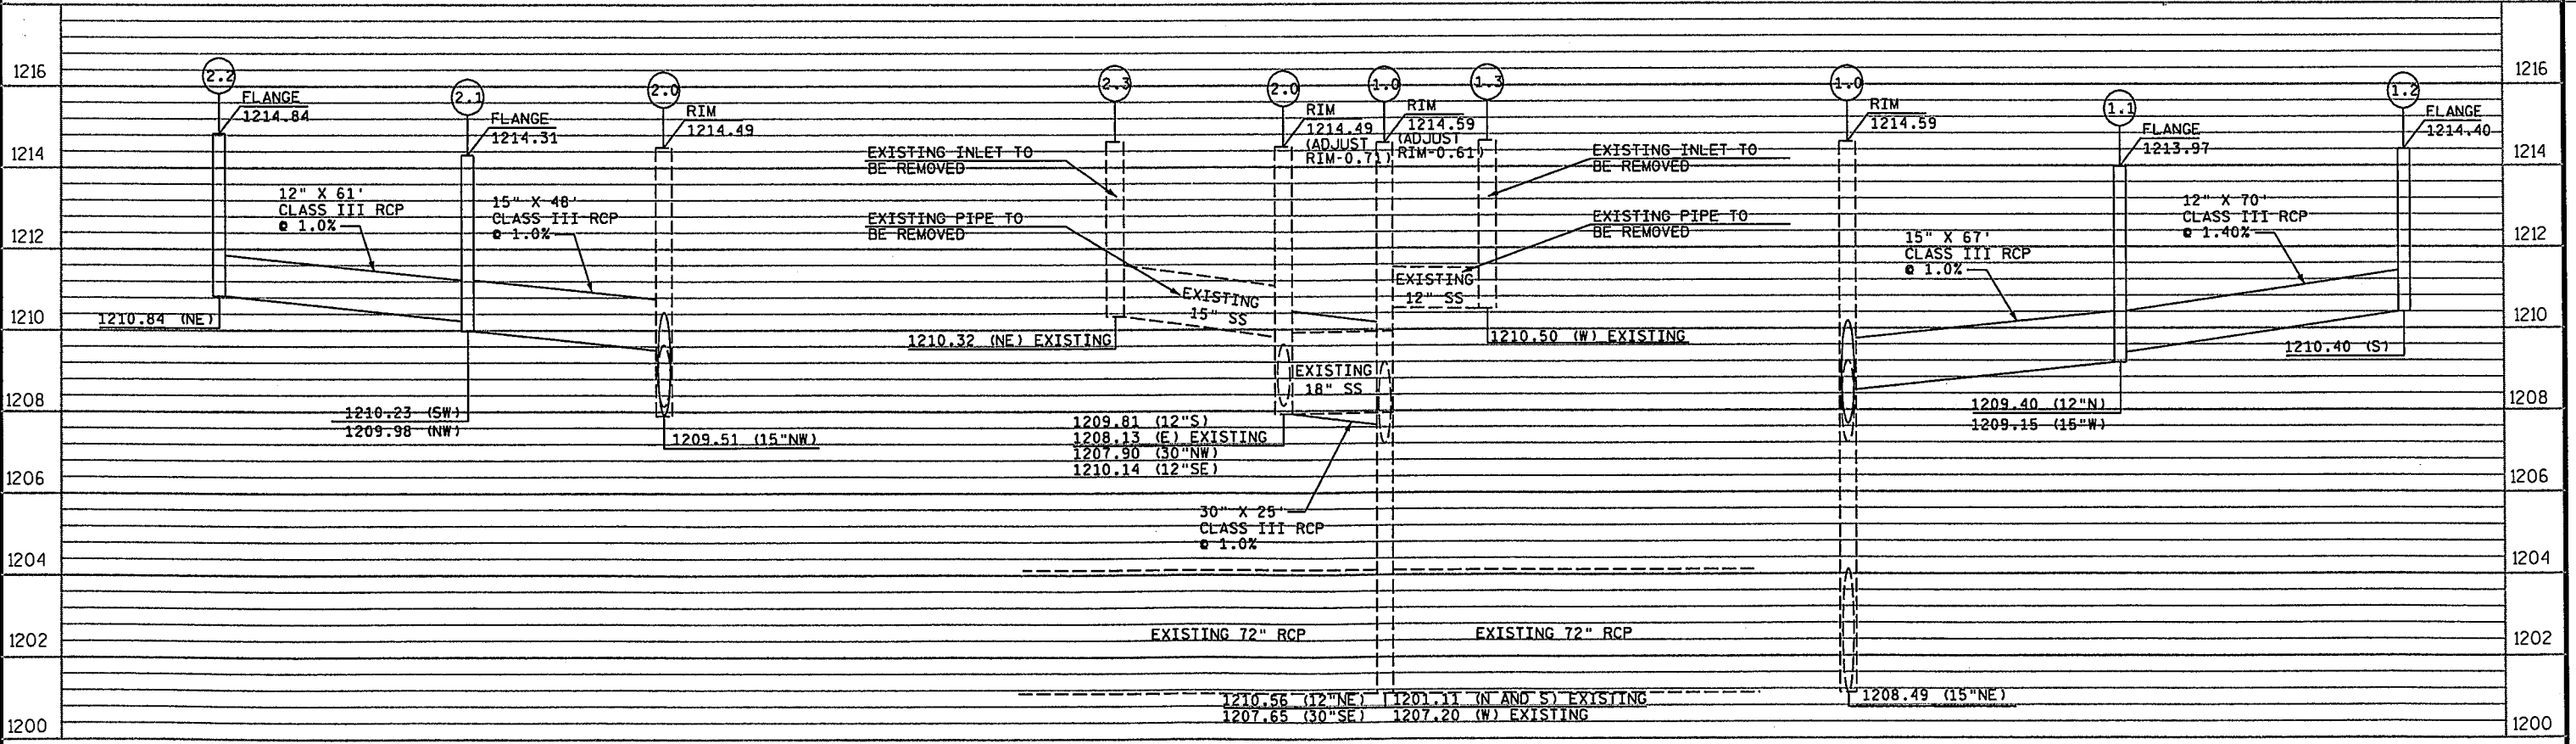 1216
1214
1212
1210
1208
1206
1204
1202
1200
2.2
FLANGE
1214.84
2.1
FLANGE
1214.31
2.0
RIM
1214.49
12" X 61'
CLASS III RCP
@ 1.0%
15" X 48'
CLASS III RCP
@ 1.0%
1210.84 (NE)
1210.23 (SW)
1209.98 (NW)
1209.51 (15"NW)
2.3
EXISTING INLET TO
BE REMOVED
EXISTING PIPE TO
BE REMOVED
1210.32 (NE) EXISTING
EXISTING
15" SS
2.0
RIM
1214.49
(ADJUST
RIM-0.71)
1.0
RIM
1214.59
(ADJUST
RIM-0.61)
1.3
EXISTING INLET TO
BE REMOVED
EXISTING PIPE TO
BE REMOVED
EXISTING
12" SS
1210.50 (W) EXISTING
EXISTING
18" SS
1209.81 (12"S)
1208.13 (E) EXISTING
1207.90 (30"NW)
1210.14 (12"SE)
30" X 25'
CLASS III RCP
@ 1.0%
EXISTING 72" RCP
EXISTING 72" RCP
1210.56 (12"NE)
1207.65 (30"SE)
1201.11 (N AND S) EXISTING
1207.20 (W) EXISTING
1.0
RIM
1214.59
1208.49 (15"NE)
15" X 67'
CLASS III RCP
@ 1.0%
1.1
FLANGE
1213.97
1209.40 (12"N)
1209.15 (15"W)
12" X 70'
CLASS III RCP
@ 1.40%
1.2
FLANGE
1214.40
1210.40 (S)
1216
1214
1212
1210
1208
1206
1204
1202
1200